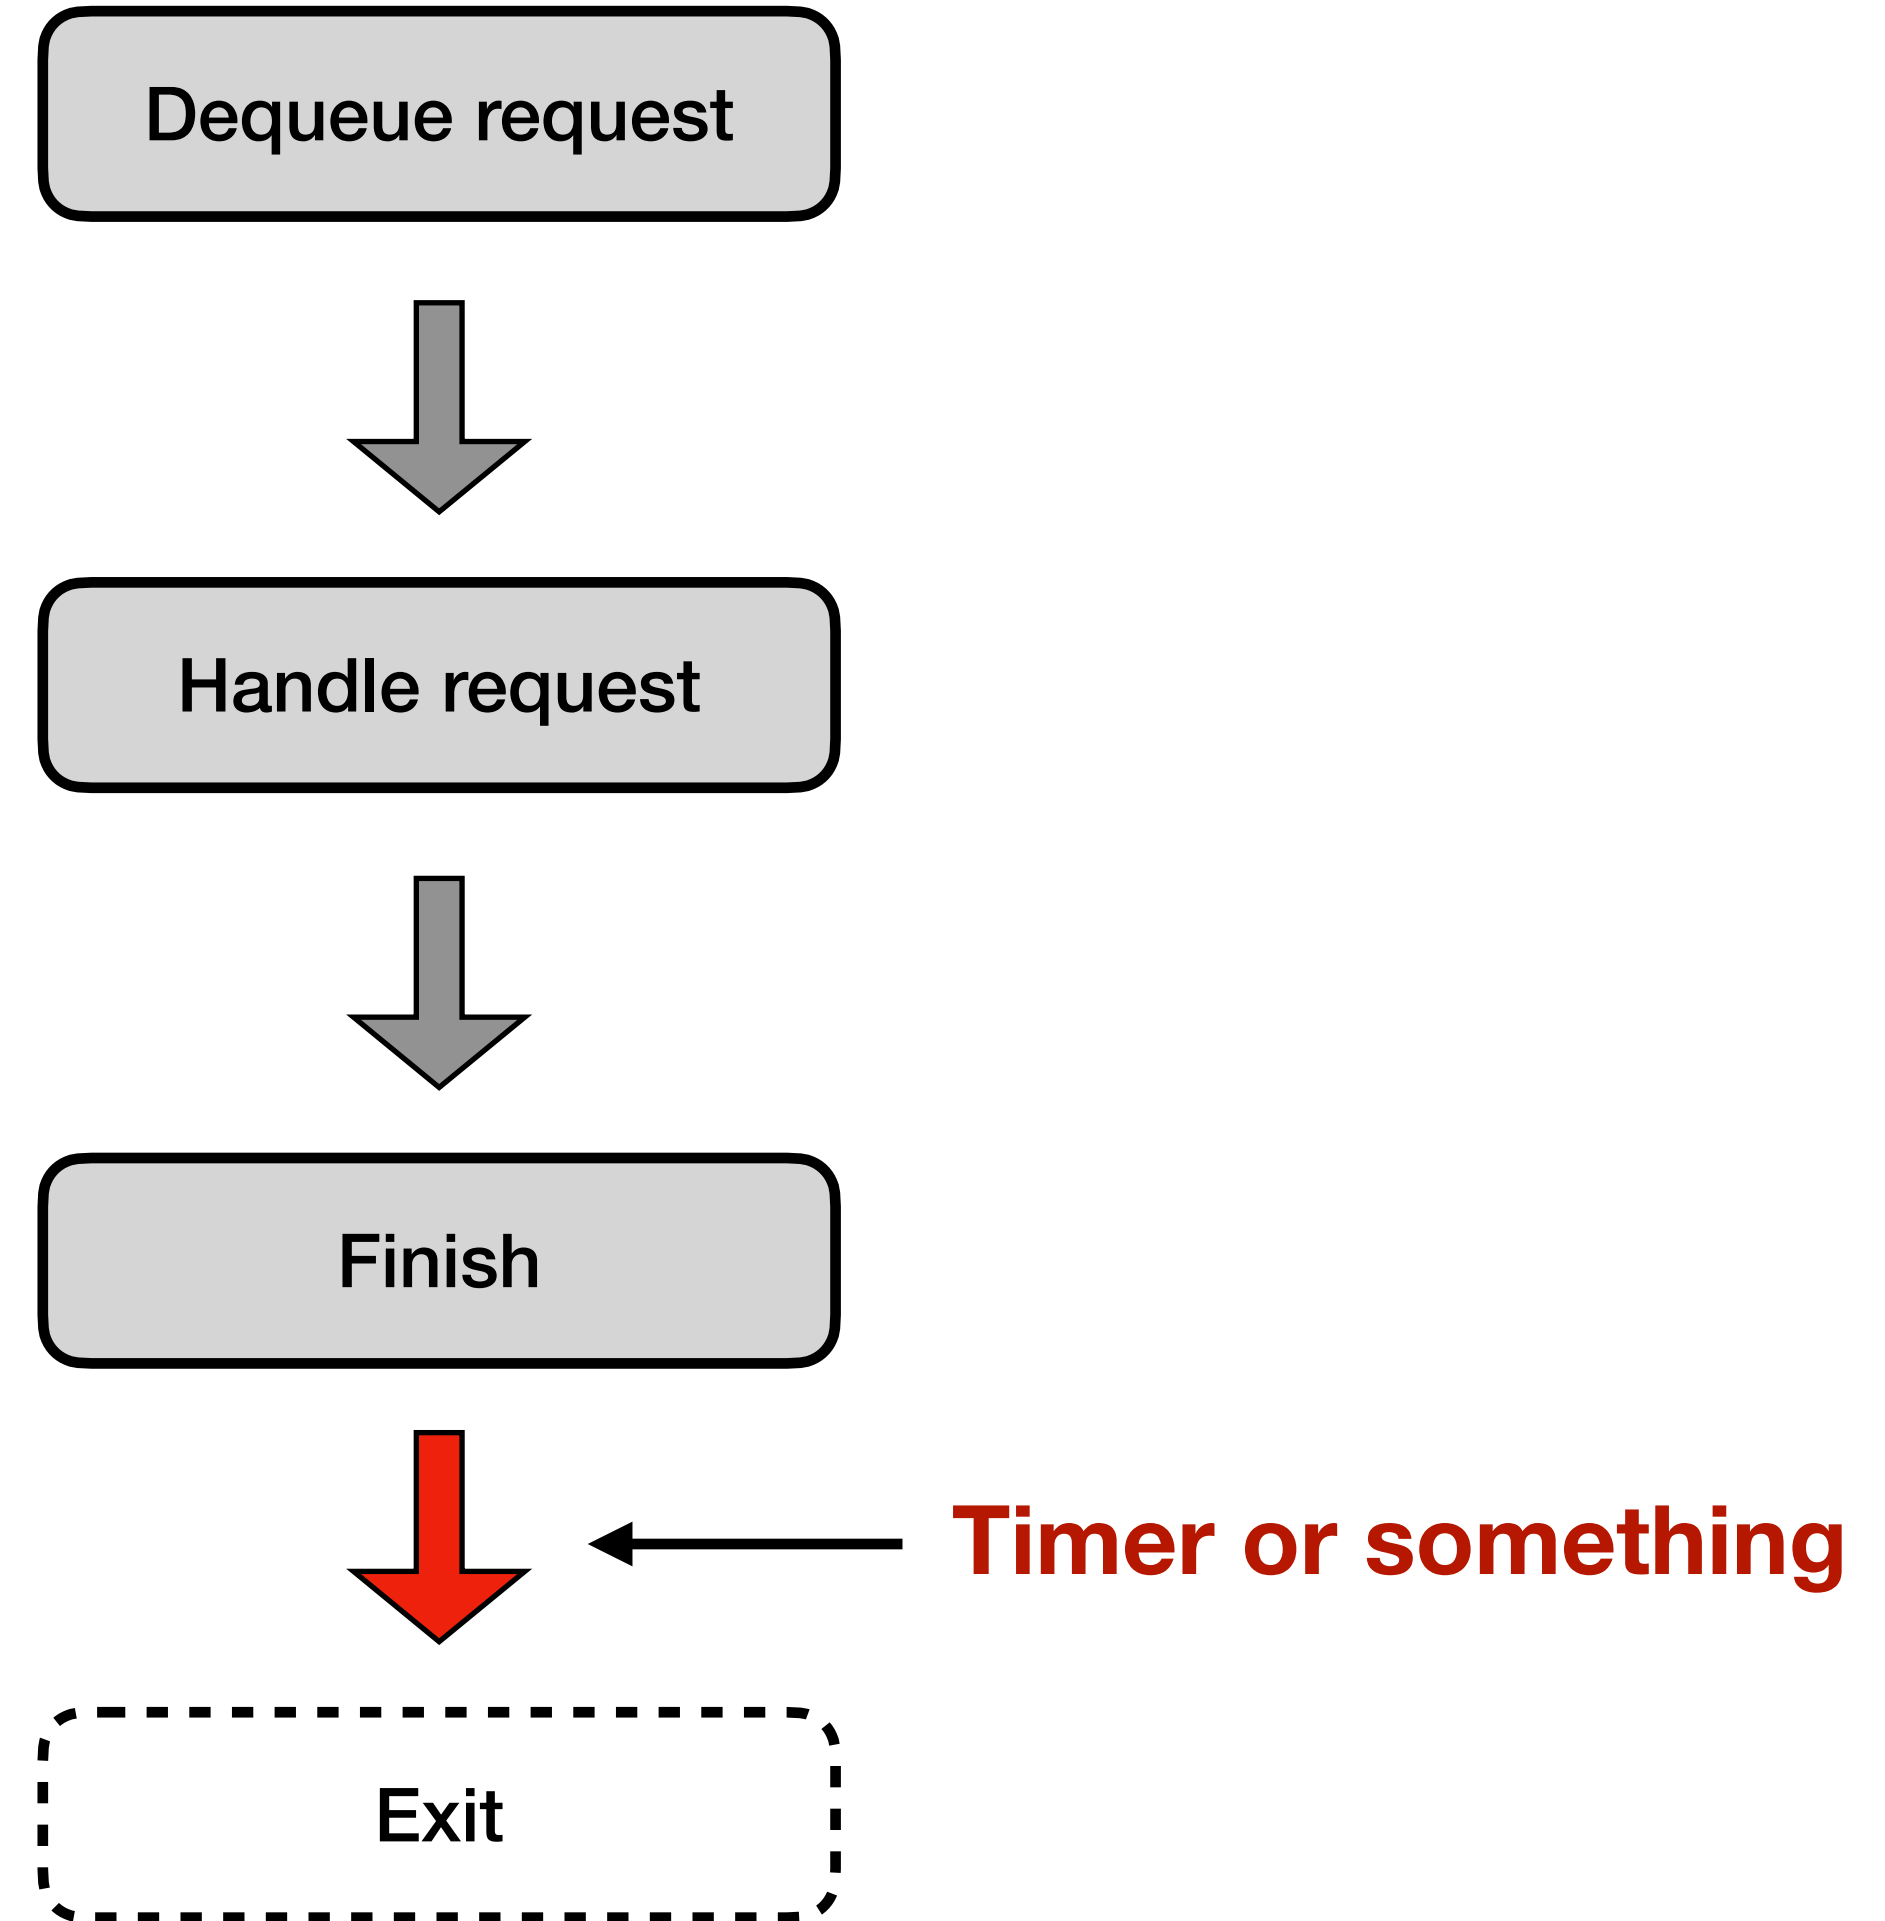 Dequeue request
Handle request
Finish
Timer or something
Exit